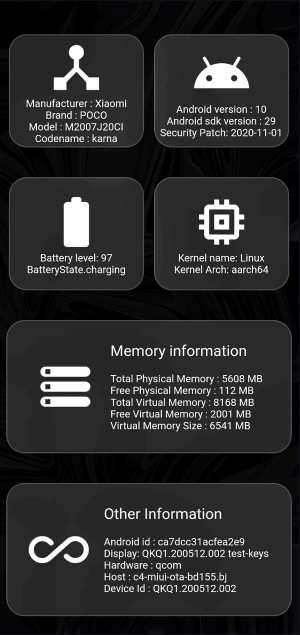 Manufacturer : Xiaomi
Brand : POCO
Model : M2007J20CI
Codename : karna
Android version : 10
Android sdk version : 29
Security Patch: 2020-11-01
Battery level: 97
BatteryState.charging
Kernel name: Linux
Kernel Arch: aarch64
Memory information
Total Physical Memory : 5608 MB
Free Physical Memory : 112 MB
Total Virtual Memory : 8168 MB
Free Virtual Memory : 2001 MB
Virtual Memory Size : 6541 MB
Other Information
Android id : ca7dcc31acfea2e9
Display: QKQ1.200512.002 test-keys
Hardware : qcom
Host : c4-miui-ota-bd155.bj
Device Id : QKQ1.200512.002